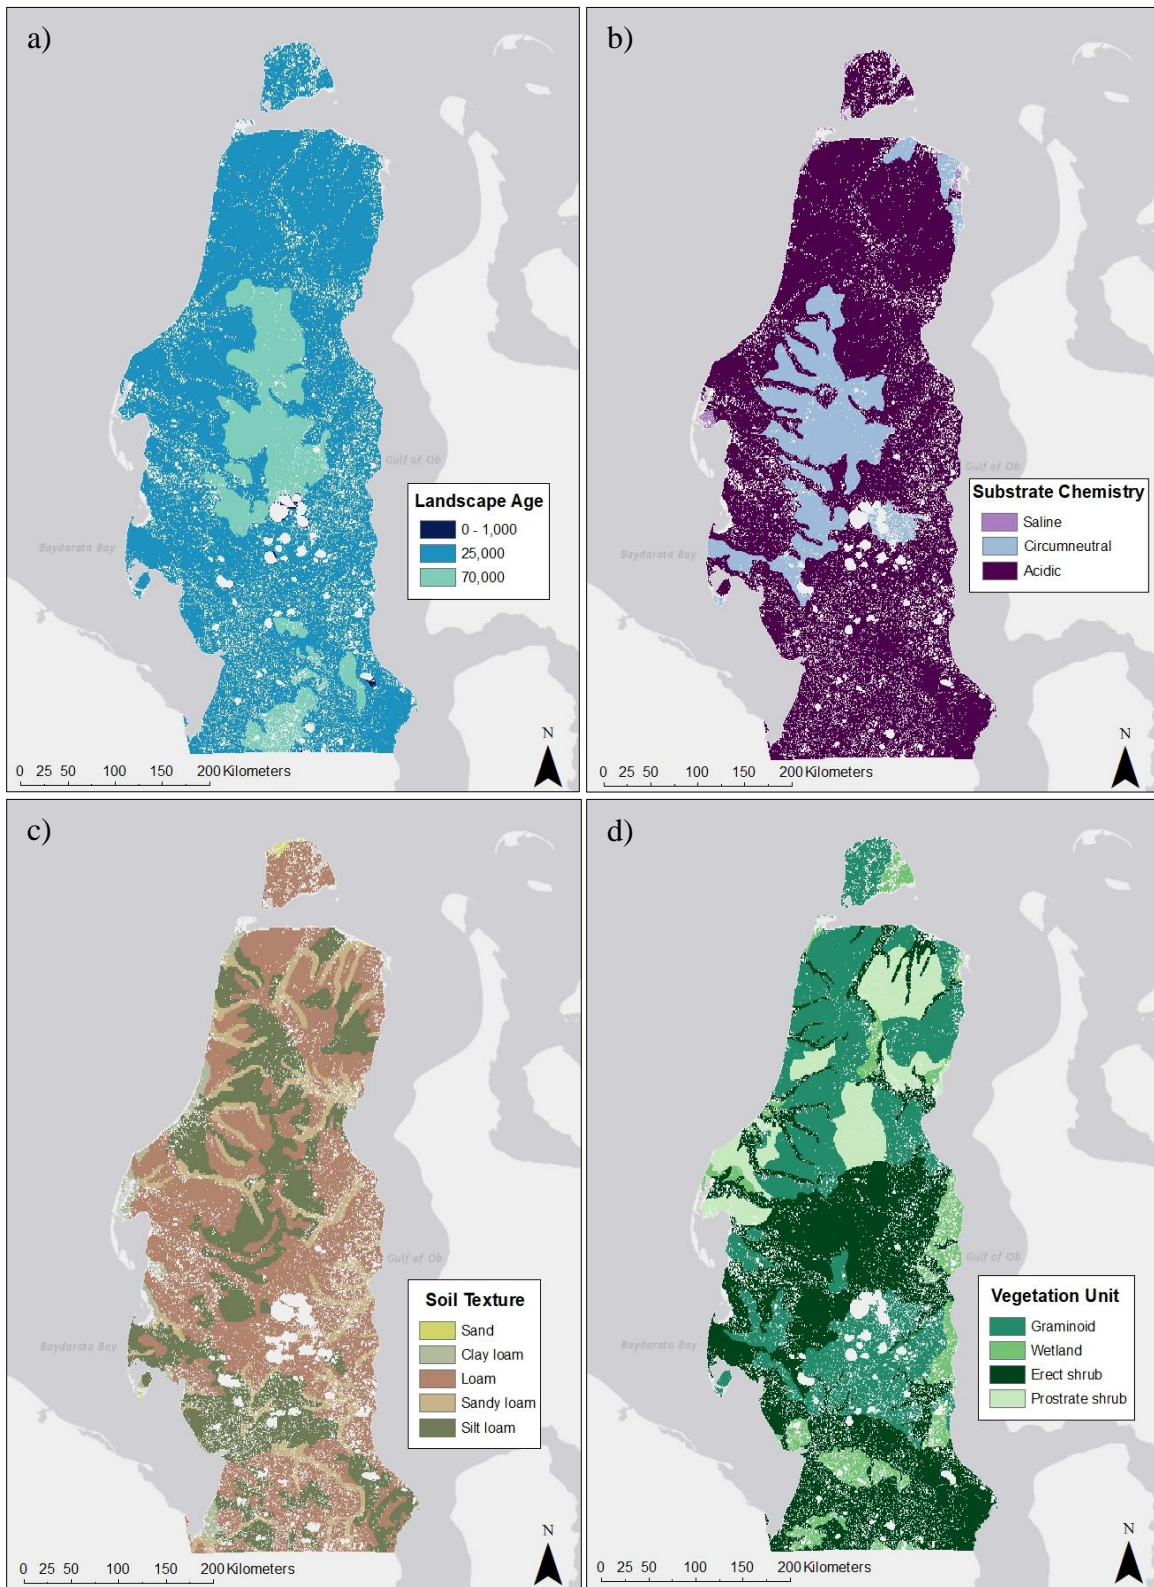 a)
Gulf of Ob
Baydarata Bay
Landscape Age
0 - 1,000
25,000
70,000
N
0 25 50 100 150 200 Kilometers
b)
Gulf of Ob
Baydarata Bay
Substrate Chemistry
Saline
Circumneutral
Acidic
N
0 25 50 100 150 200 Kilometers
c)
Gulf of Ob
Baydarata Bay
Soil Texture
Sand
Clay loam
Loam
Sandy loam
Silt loam
N
0 25 50 100 150 200 Kilometers
d)
Gulf of Ob
Baydarata Bay
Vegetation Unit
Graminoid
Wetland
Erect shrub
Prostrate shrub
N
0 25 50 100 150 200 Kilometers